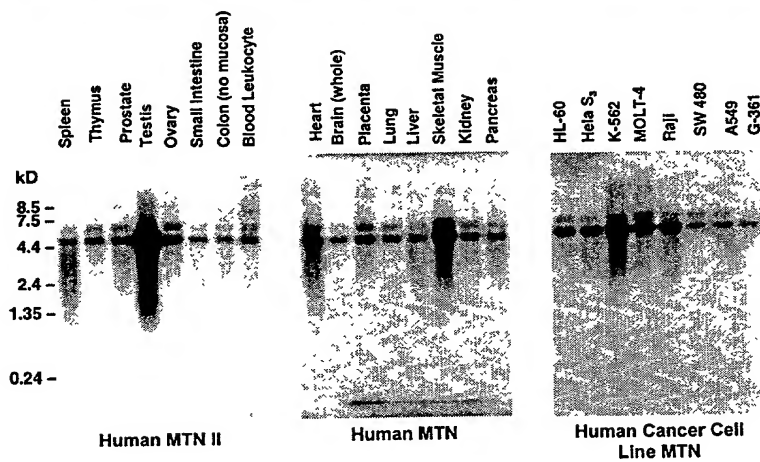 Spleen
Thymus
Prostate
Testis
Ovary
Small Intestine
Colon (no mucosa)
Blood Leukocyte
Heart
Brain (whole)
Placenta
Lung
Liver
Skeletal Muscle
Kidney
Pancreas
HL-60
Hela S3
K-562
MOLT-4
Raji
SW 480
A549
G-361
kD
8.5 –
7.5 –
4.4 –
2.4 –
1.35 –
0.24 –
Human MTN II
Human MTN
Human Cancer Cell
Line MTN